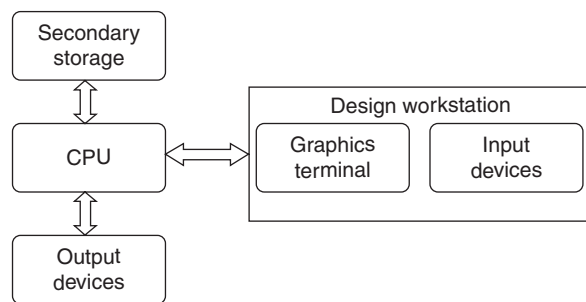 Secondary
storage
Design workstation
CPU
Graphics
terminal
Input
devices
Output
devices